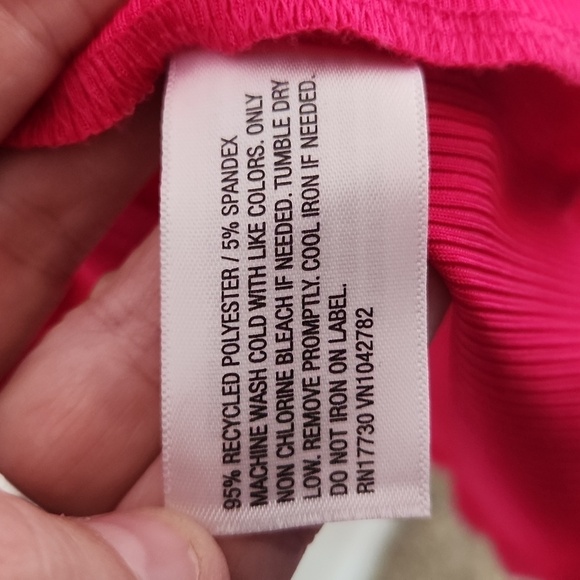 95% RECYCLED POLYESTER / 5% SPANDEX
MACHINE WASH COLD WITH LIKE COLORS. ONLY
NON CHLORINE BLEACH IF NEEDED. TUMBLE DRY
LOW. REMOVE PROMPTLY. COOL IRON IF NEEDED.
DO NOT IRON ON LABEL.
RN17730 VN1042782